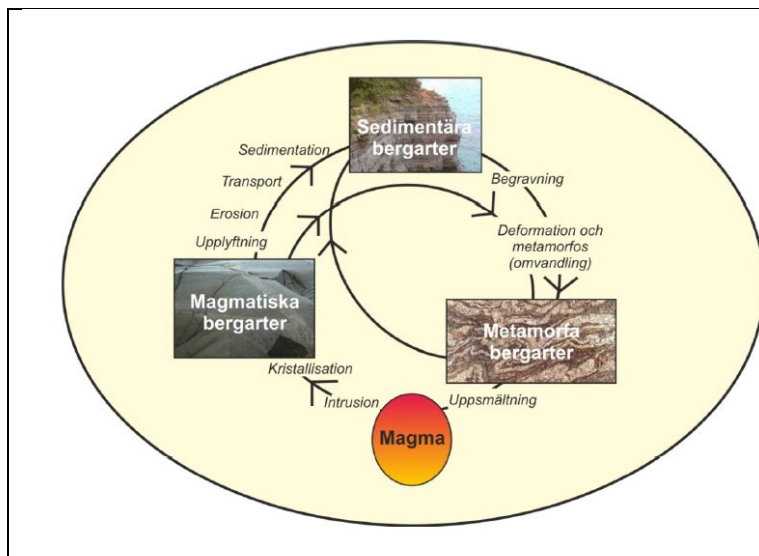 Sedimentära
bergarter
Sedimentation
Transport
Erosion
Upplyftning
Begravning
Deformation och
metamorfos
(omvandling)
Magmatiska
bergarter
Metamorfa
bergarter
Kristallisation
Intrusion
Uppsmältning
Magma